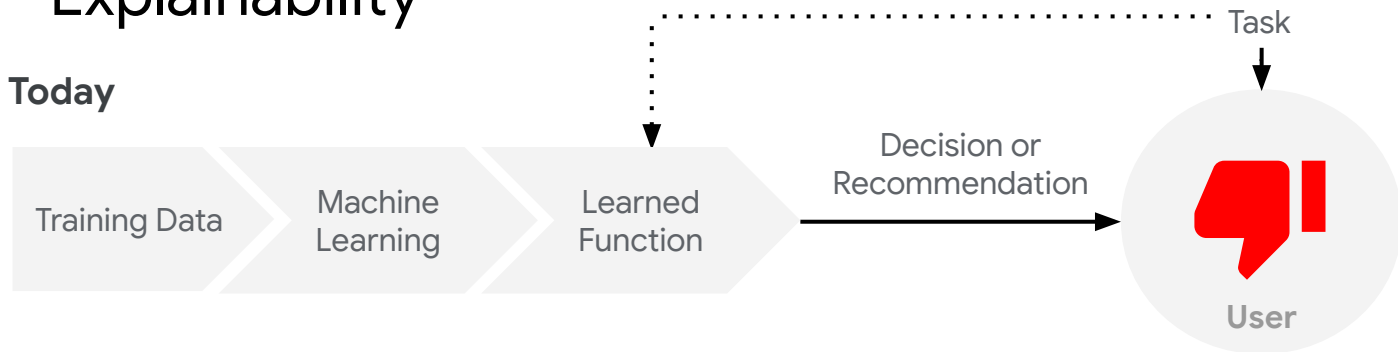 Explainability
Task
Today
Decision or
Recommendation
Training Data
Machine
Learning
Learned
Function
User